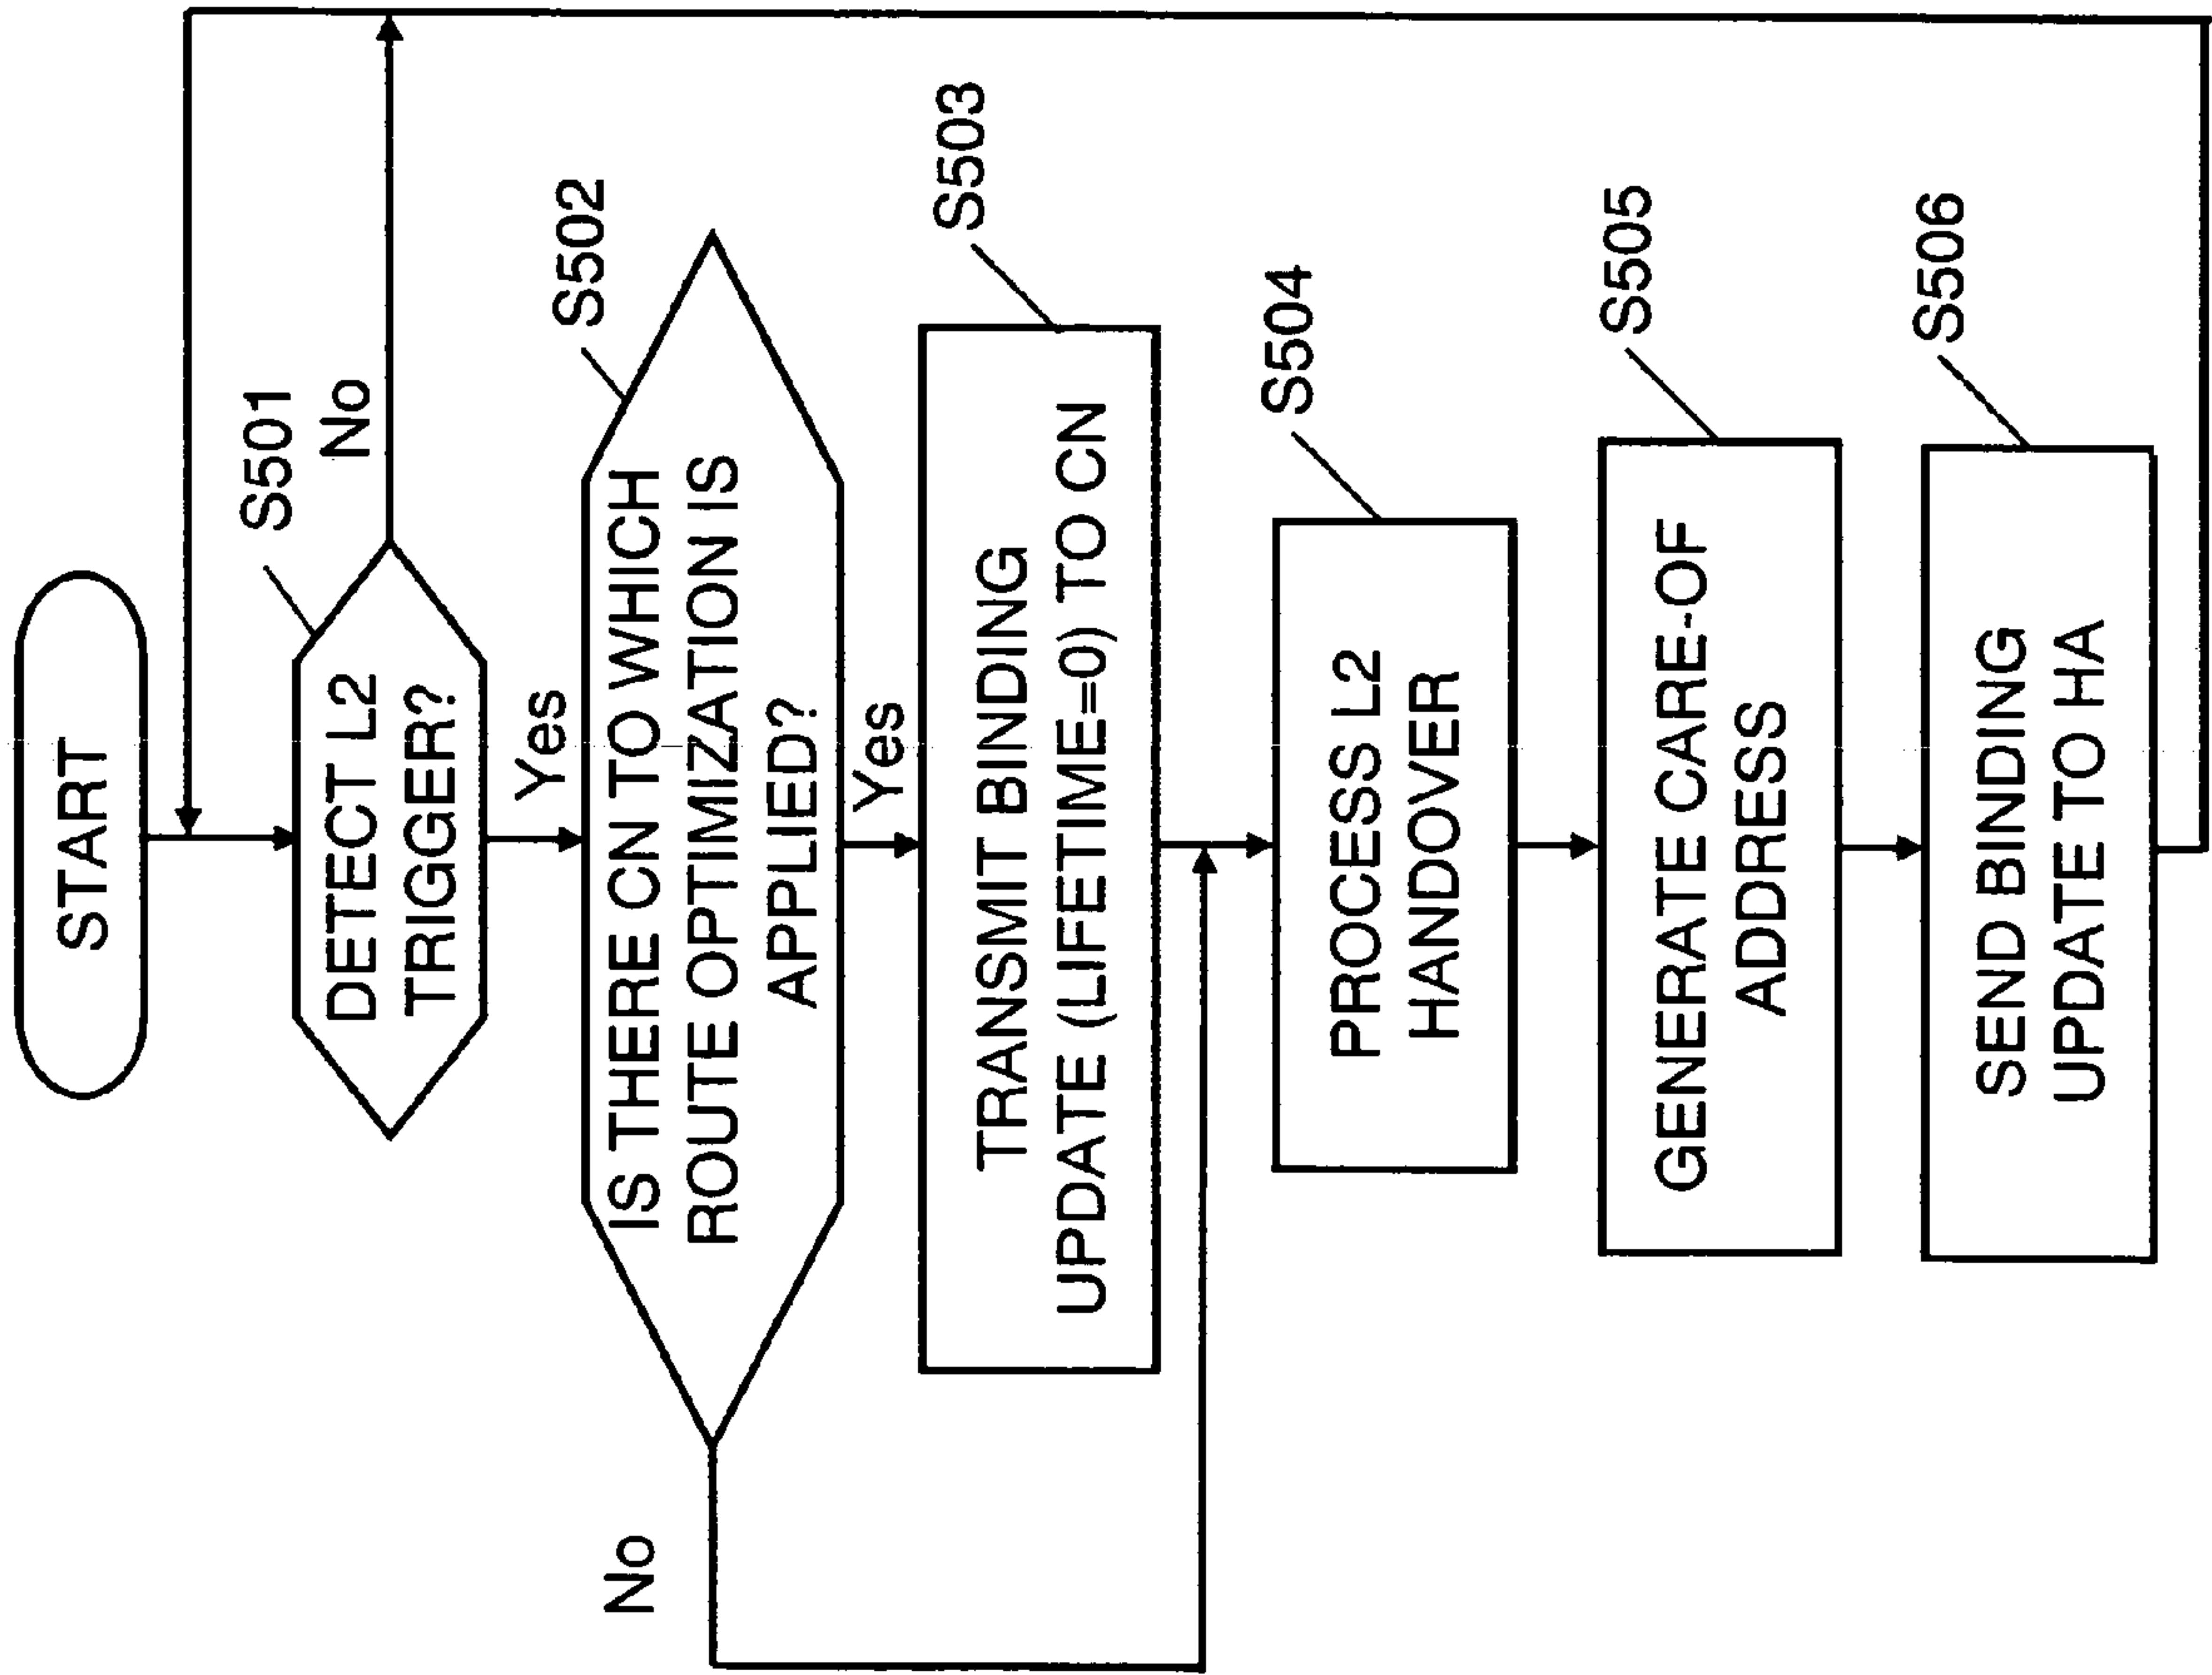 START
S501
DETECT L2
TRIGGER?
No
Yes
S502
IS THERE CN TO WHICH
ROUTE OPTIMIZATION IS
APPLIED?
No
Yes
S503
TRANSMIT BINDING
UPDATE (LIFETIME=0) TO CN
S504
PROCESS L2
HANDOVER
S505
GENERATE CARE-OF
ADDRESS
S506
SEND BINDING
UPDATE TO HA